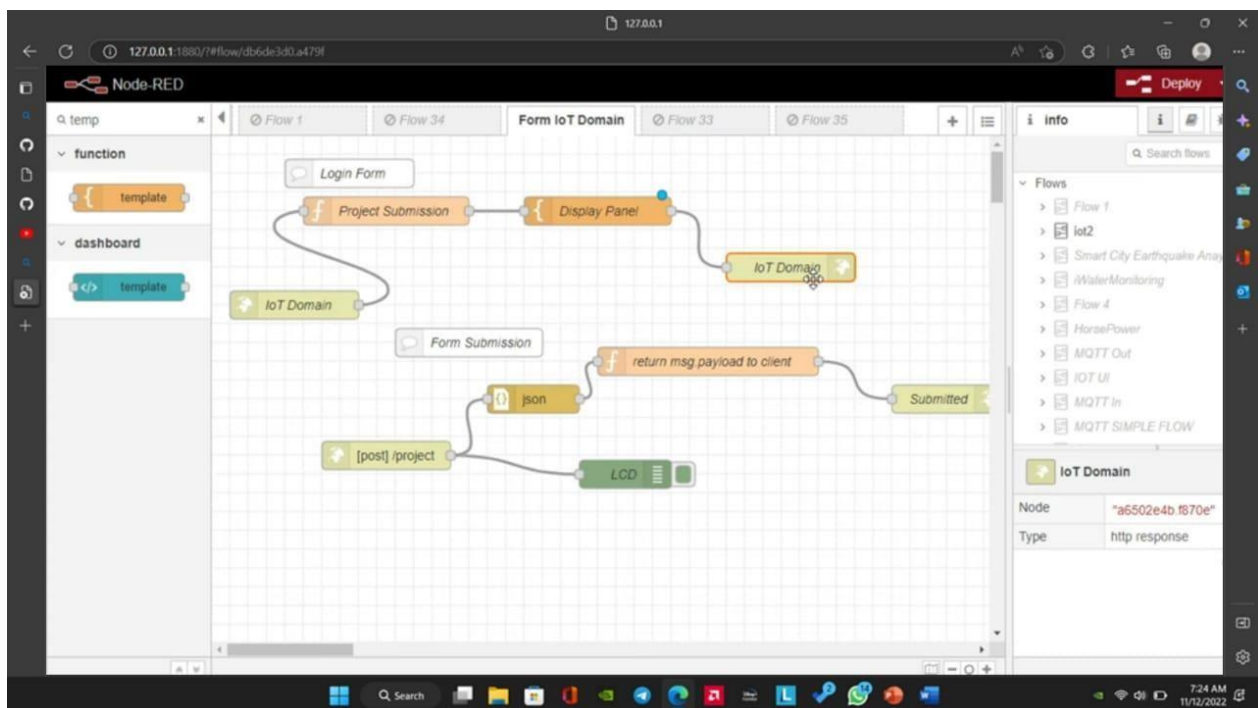 127.0.0.1
127.0.0.1:1880/?#flow/db6de3d0.a479f
Node-RED
Deploy
temp
Flow 1
Flow 34
Form IoT Domain
Flow 33
Flow 35
info
function
Login Form
Search flows
template
Project Submission
Display Panel
Flows
Flow 1
iot2
dashboard
Smart City Earthquake Anay
template
IoT Domain
iWaterMonitoring
IoT Domain
Flow 4
HorsePower
Form Submission
MQTT Out
return msg.payload to client
IOT UI
json
Submitted
MQTT In
MQTT SIMPLE FLOW
[post] /project
LCD
IoT Domain
Node
"a6502e4b.f870e"
Type
http response
Search
7:24 AM
11/12/2022